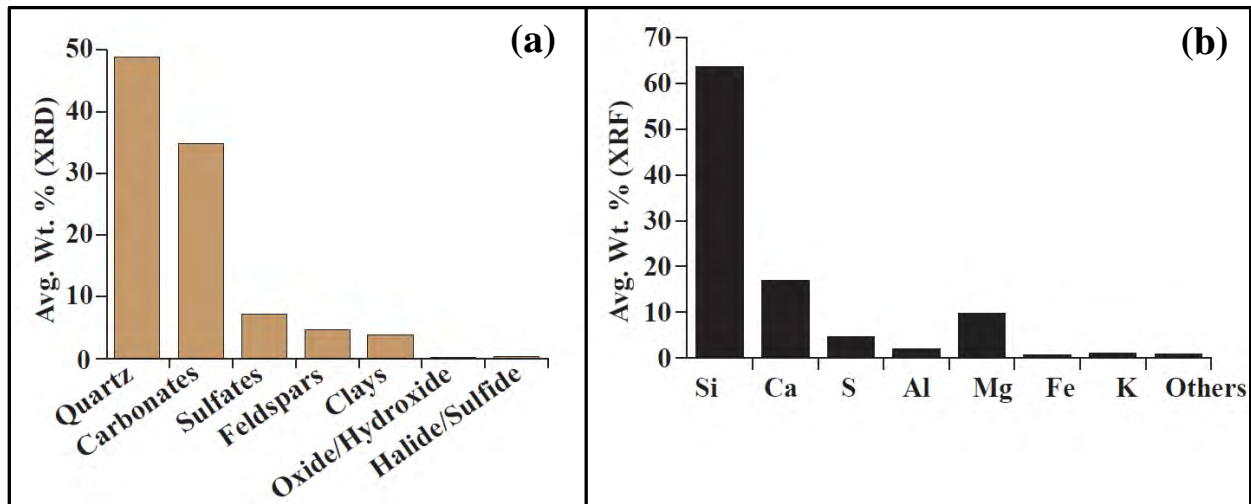 (a)
Avg. Wt. % (XRD)
50
40
30
20
10
0
Quartz
Carbonates
Sulfates
Feldspars
Clays
Oxide/Hydroxide
Halide/Sulfide
(b)
Avg. Wt. % (XRF)
70
60
50
40
30
20
10
0
Si Ca S Al Mg Fe K Others